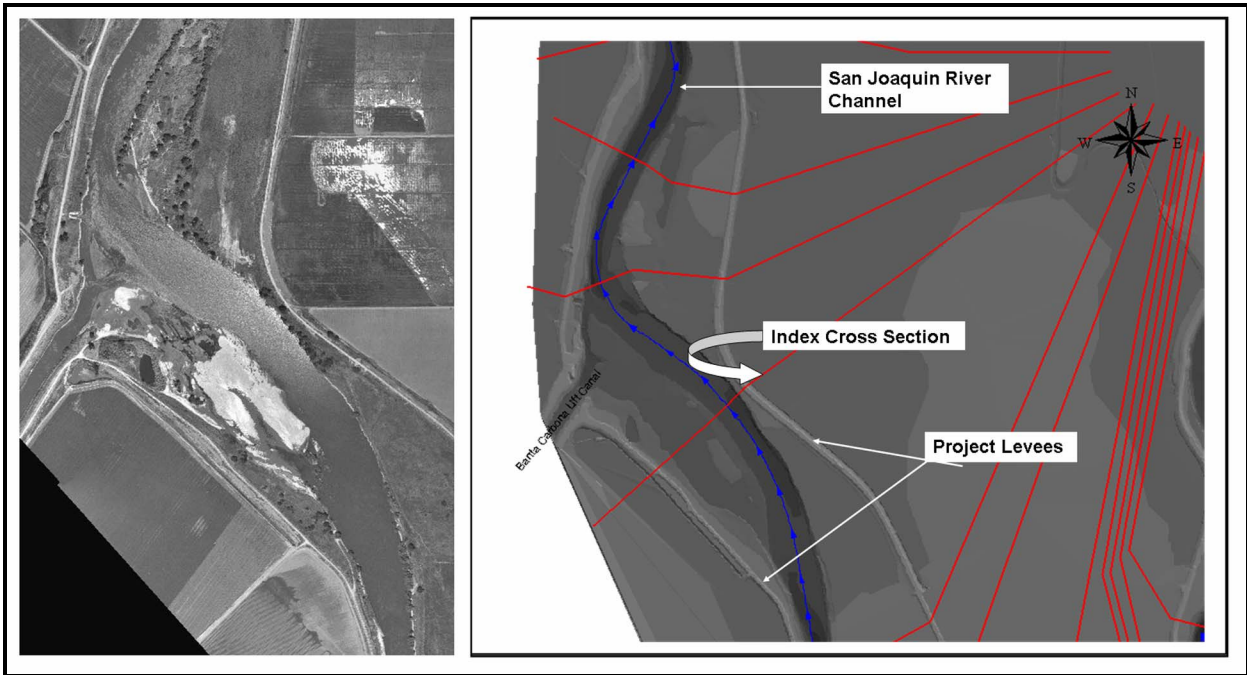 San Joaquin River
Channel
N
W
E
S
Index Cross Section
Banta Carbona Lift Canal
Project Levees